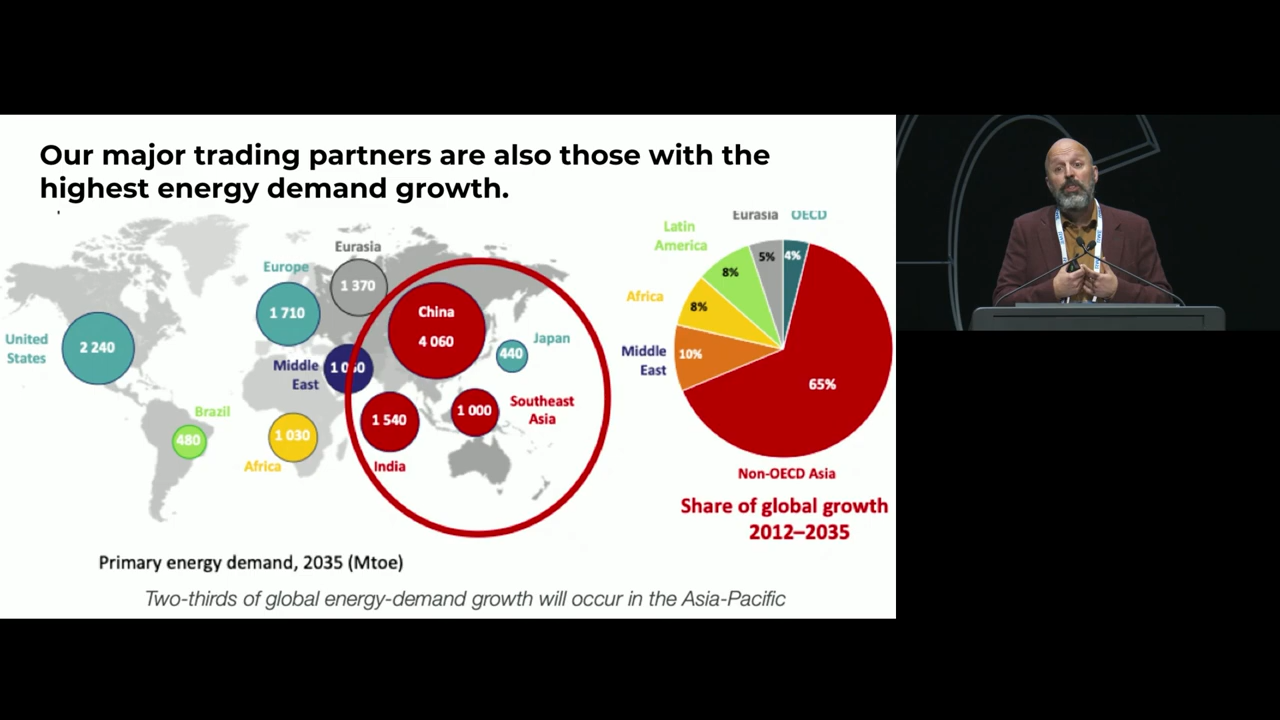 Our major trading partners are also those with the
highest energy demand growth.
Eurasia
1 370
Europe
1 710
United
States
2 240
China
4 060
Japan
440
Middle
East
Southeast
Asia
1 000
1 540
India
Brazil
480
Africa
1 030
Primary energy demand, 2035 (Mtoe)
Eurasia
OECD
Latin
America
Africa
Middle
East
5%
4%
8%
8%
10%
65%
Non-OECD Asia
Share of global growth
2012–2035
Two-thirds of global energy-demand growth will occur in the Asia-Pacific